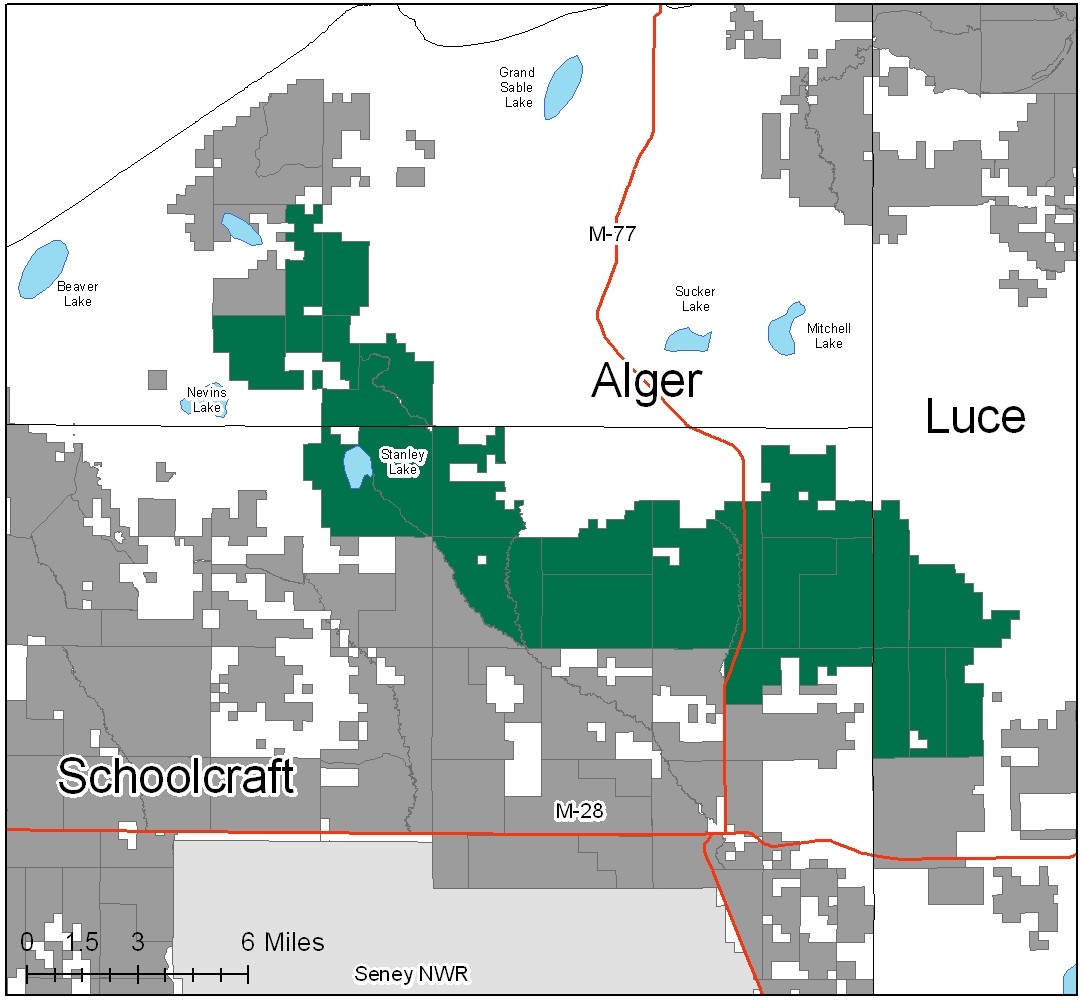 Grand
Sable
Lake
M-77
Beaver
Lake
Sucker
Lake
Mitchell
Lake
Alger
Nevins
Lake
Luce
Stanley
Lake
Schoolcraft
M-28
0 1.5 3 6 Miles
Seney NWR